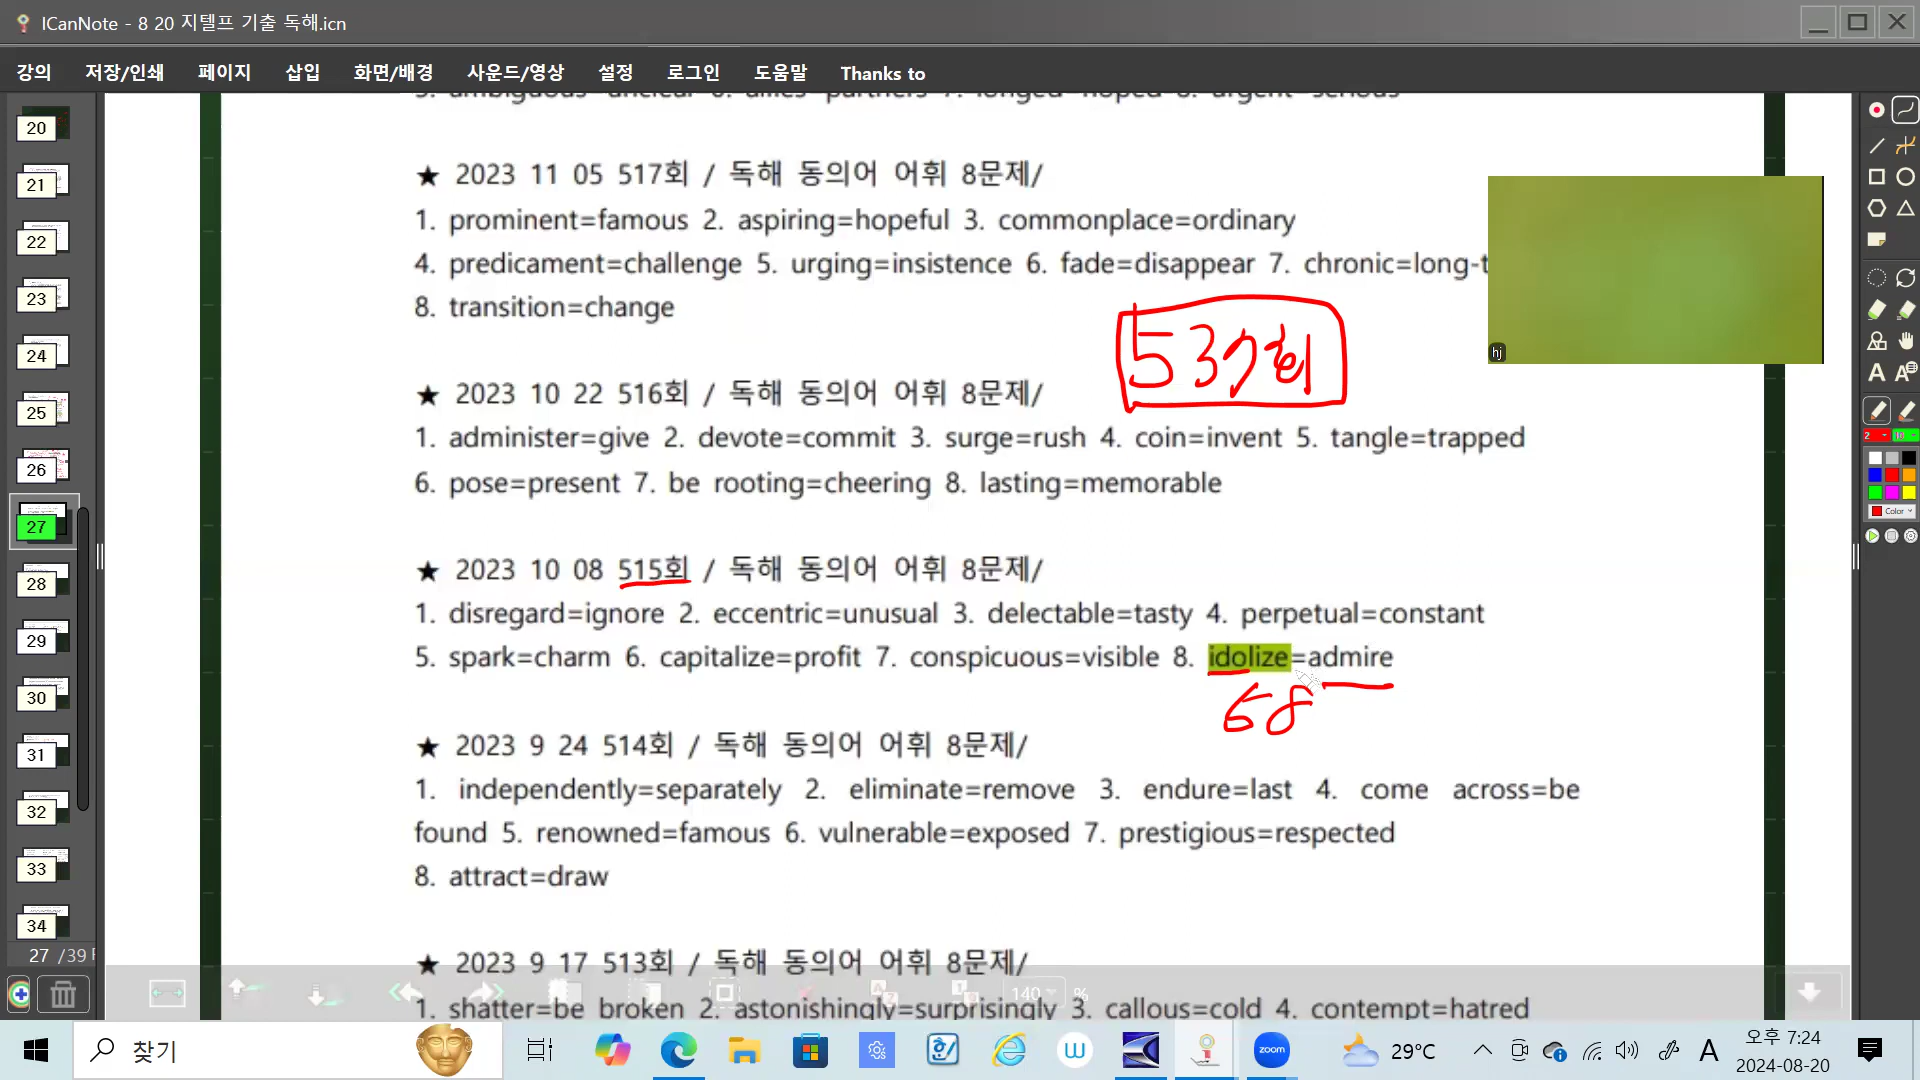 ICanNote - 8 20 지텔프 기출 독해.icn
강의 저장/인쇄 페이지 삽입 화면/배경 사운드/영상 설정 로그인 도움말 Thanks to
20
21
22
23
24
25
26
27
28
29
30
31
32
33
34
27 /39
★ 2023 11 05 517회 / 독해 동의어 어휘 8문제/
1. prominent=famous 2. aspiring=hopeful 3. commonplace=ordinary
4. predicament=challenge 5. urging=insistence 6. fade=disappear 7. chronic=long-t
8. transition=change
537회
hj
★ 2023 10 22 516회 / 독해 동의어 어휘 8문제/
1. administer=give 2. devote=commit 3. surge=rush 4. coin=invent 5. tangle=trapped
6. pose=present 7. be rooting=cheering 8. lasting=memorable
★ 2023 10 08 515회 / 독해 동의어 어휘 8문제/
1. disregard=ignore 2. eccentric=unusual 3. delectable=tasty 4. perpetual=constant
5. spark=charm 6. capitalize=profit 7. conspicuous=visible 8. idolize=admire
58
★ 2023 9 24 514회 / 독해 동의어 어휘 8문제/
1. independently=separately 2. eliminate=remove 3. endure=last 4. come across=be
found 5. renowned=famous 6. vulnerable=exposed 7. prestigious=respected
8. attract=draw
★ 2023 9 17 513회 / 독해 동의어 어휘 8문제/
1. shatter=be broken 2. astonishingly=surprisingly 3. callous=cold 4. contempt=hatred
140 %
Color
찾기
zoom
29℃
A
오후 7:24
2024-08-20